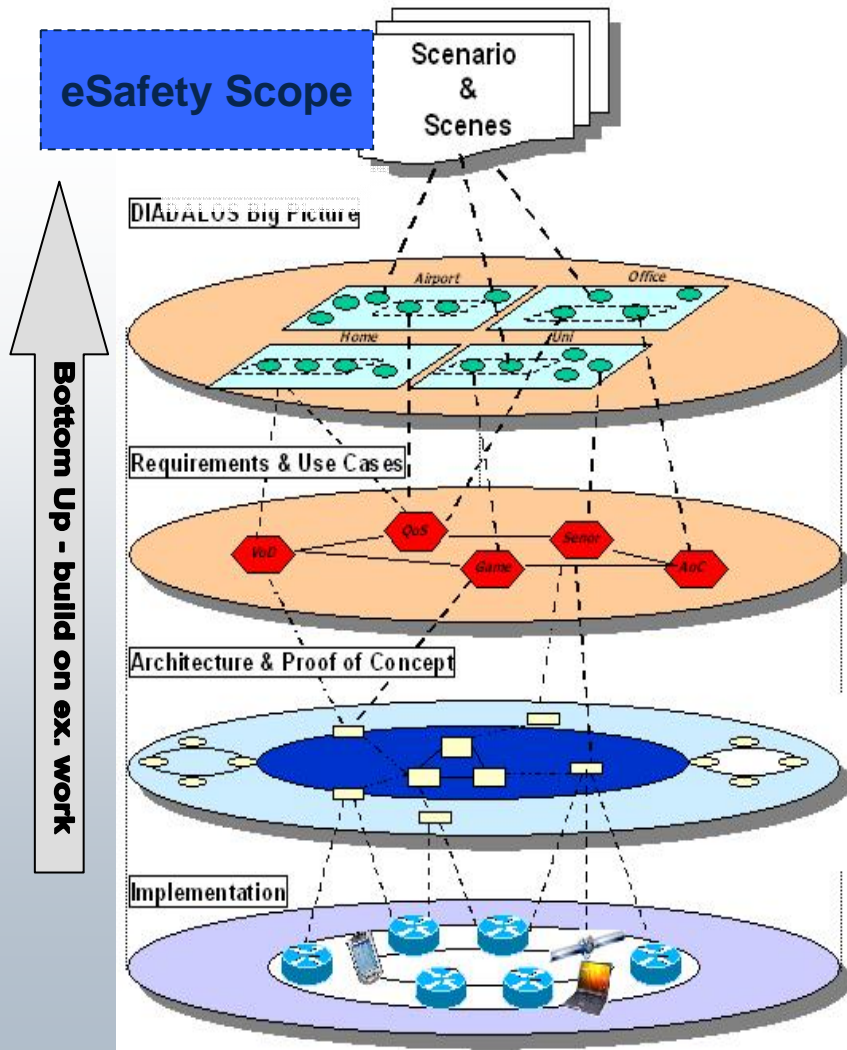 eSafety Scope
Scenario
&
Scenes
DIADALOS Big Picture
Airport
Office
Home
Uni
Bottom Up - build on ex. work
Requirements & Use Cases
QoS
VoD
Senor
Game
AoC
Architecture & Proof of Concept
Implementation